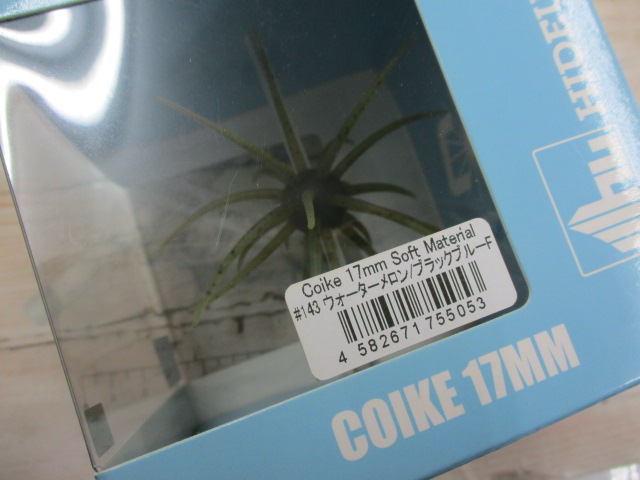 HIDEU
Coike 17mm Soft Material
#143 ウォーターメロン/ブラックブルーF
4 582671 755053
COIKE 17MM